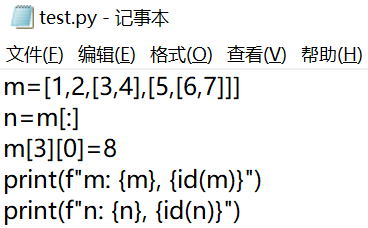 test.py - 记事本
文件(F) 编辑(E) 格式(O) 查看(V) 帮助(H)
m=[1,2,[3,4],[5,[6,7]]]
n=m[:]
m[3][0]=8
print(f"m: {m}, {id(m)}")
print(f"n: {n}, {id(n)}")